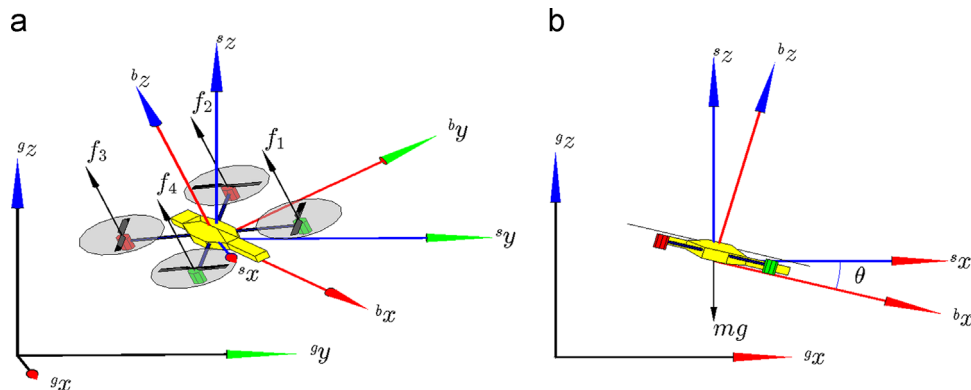 a
ˢz
ᵇz
f₂
f₁
ᵇy
ᵍz
f₃
f₄
ˢy
ˢx
ᵇx
ᵍy
ᵍx
b
ˢz
ᵇz
ᵍz
ˢx
θ
ᵇx
mg
ᵍx